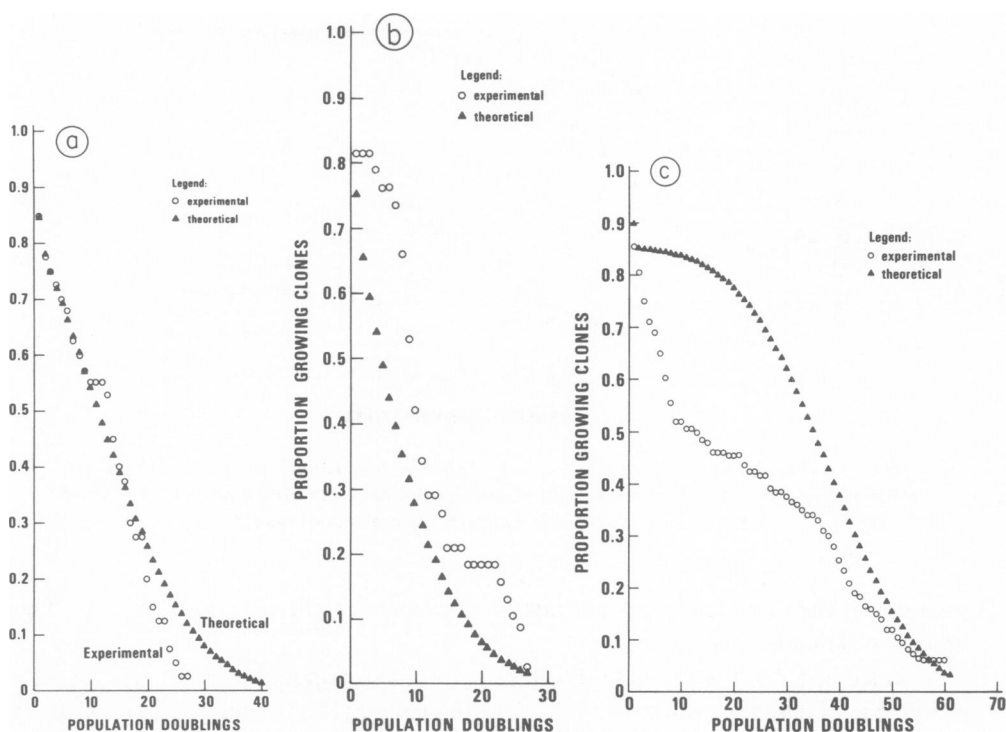 a
1.0
0.9
0.8
0.7
0.6
0.5
0.4
0.3
0.2
0.1
0
Legend:
experimental
theoretical
Theoretical
Experimental
0 10 20 30 40
POPULATION DOUBLINGS
b
PROPORTION GROWING CLONES
1.0
0.9
0.8
0.7
0.6
0.5
0.4
0.3
0.2
0.1
0
Legend:
experimental
theoretical
0 10 20 30
POPULATION DOUBLINGS
c
PROPORTION GROWING CLONES
1.0
0.9
0.8
0.7
0.6
0.5
0.4
0.3
0.2
0.1
0
Legend:
experimental
theoretical
0 10 20 30 40 50 60 70
POPULATION DOUBLINGS